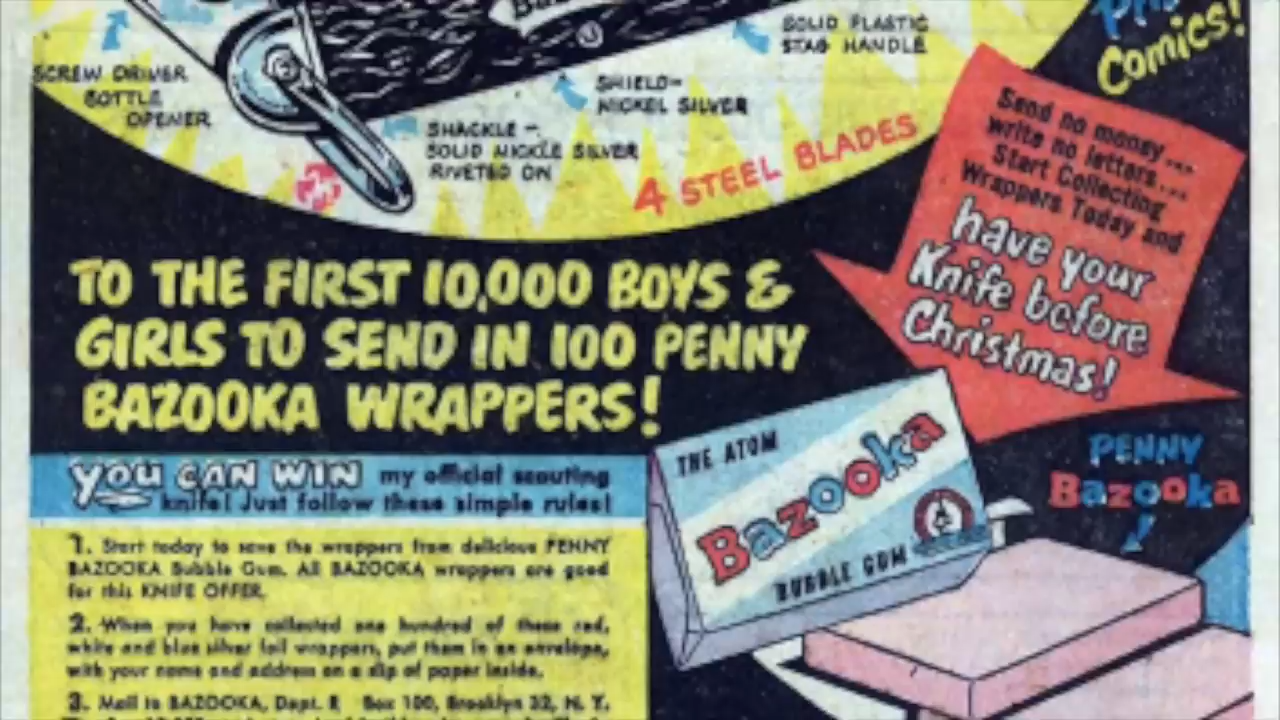 Comics!
SOLID PLASTIC
STAG HANDLE
SCREW DRIVER
BOTTLE
OPENER
SHIELD-
NICKEL SILVER
SHACKLE -
SOLID NICKLE SILVER
RIVETED ON
4 STEEL BLADES
Send no money...
write no letters...
Start Collecting
Wrappers Today and
have your
Knife before
Christmas!
TO THE FIRST 10,000 BOYS &
GIRLS TO SEND IN 100 PENNY
BAZOOKA WRAPPERS!
YOU CAN WIN my official scouting
knife! Just follow these simple rules!
1. Start today to save the wrappers from delicious PENNY
BAZOOKA Bubble Gum. All BAZOOKA wrappers are good
for this KNIFE OFFER.
2. When you have collected one hundred of these red,
white and blue silver foil wrappers, put them in an envelope,
with your name and address on a slip of paper inside.
3. Mail to BAZOOKA, Dept. Box 100, Brooklyn 32, N. Y.
THE ATOM
Bazooka
BUBBLE GUM
PENNY
Bazooka